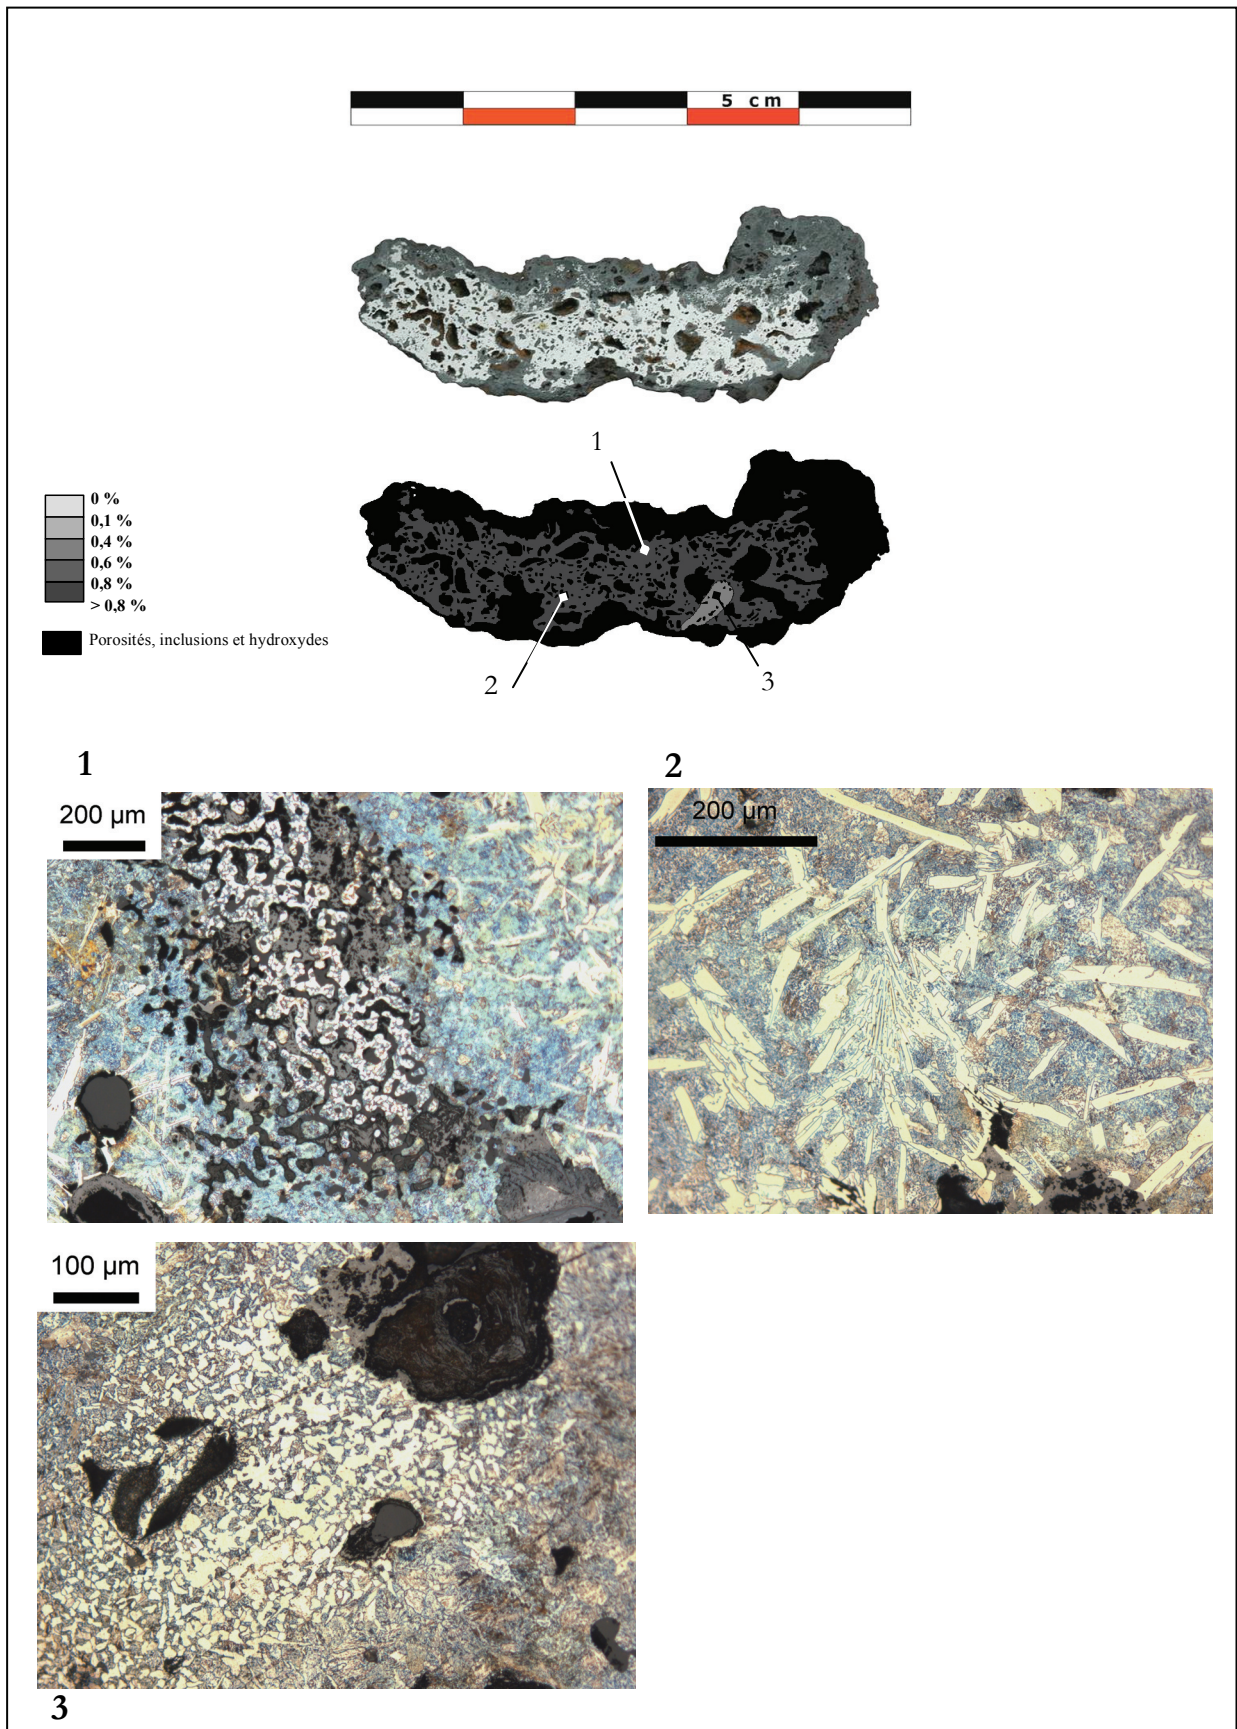 5 cm
1
0 %
0,1 %
0,4 %
0,6 %
0,8 %
> 0,8 %
Porosités, inclusions et hydroxydes
2
3
1
2
200 µm
200 µm
100 µm
3